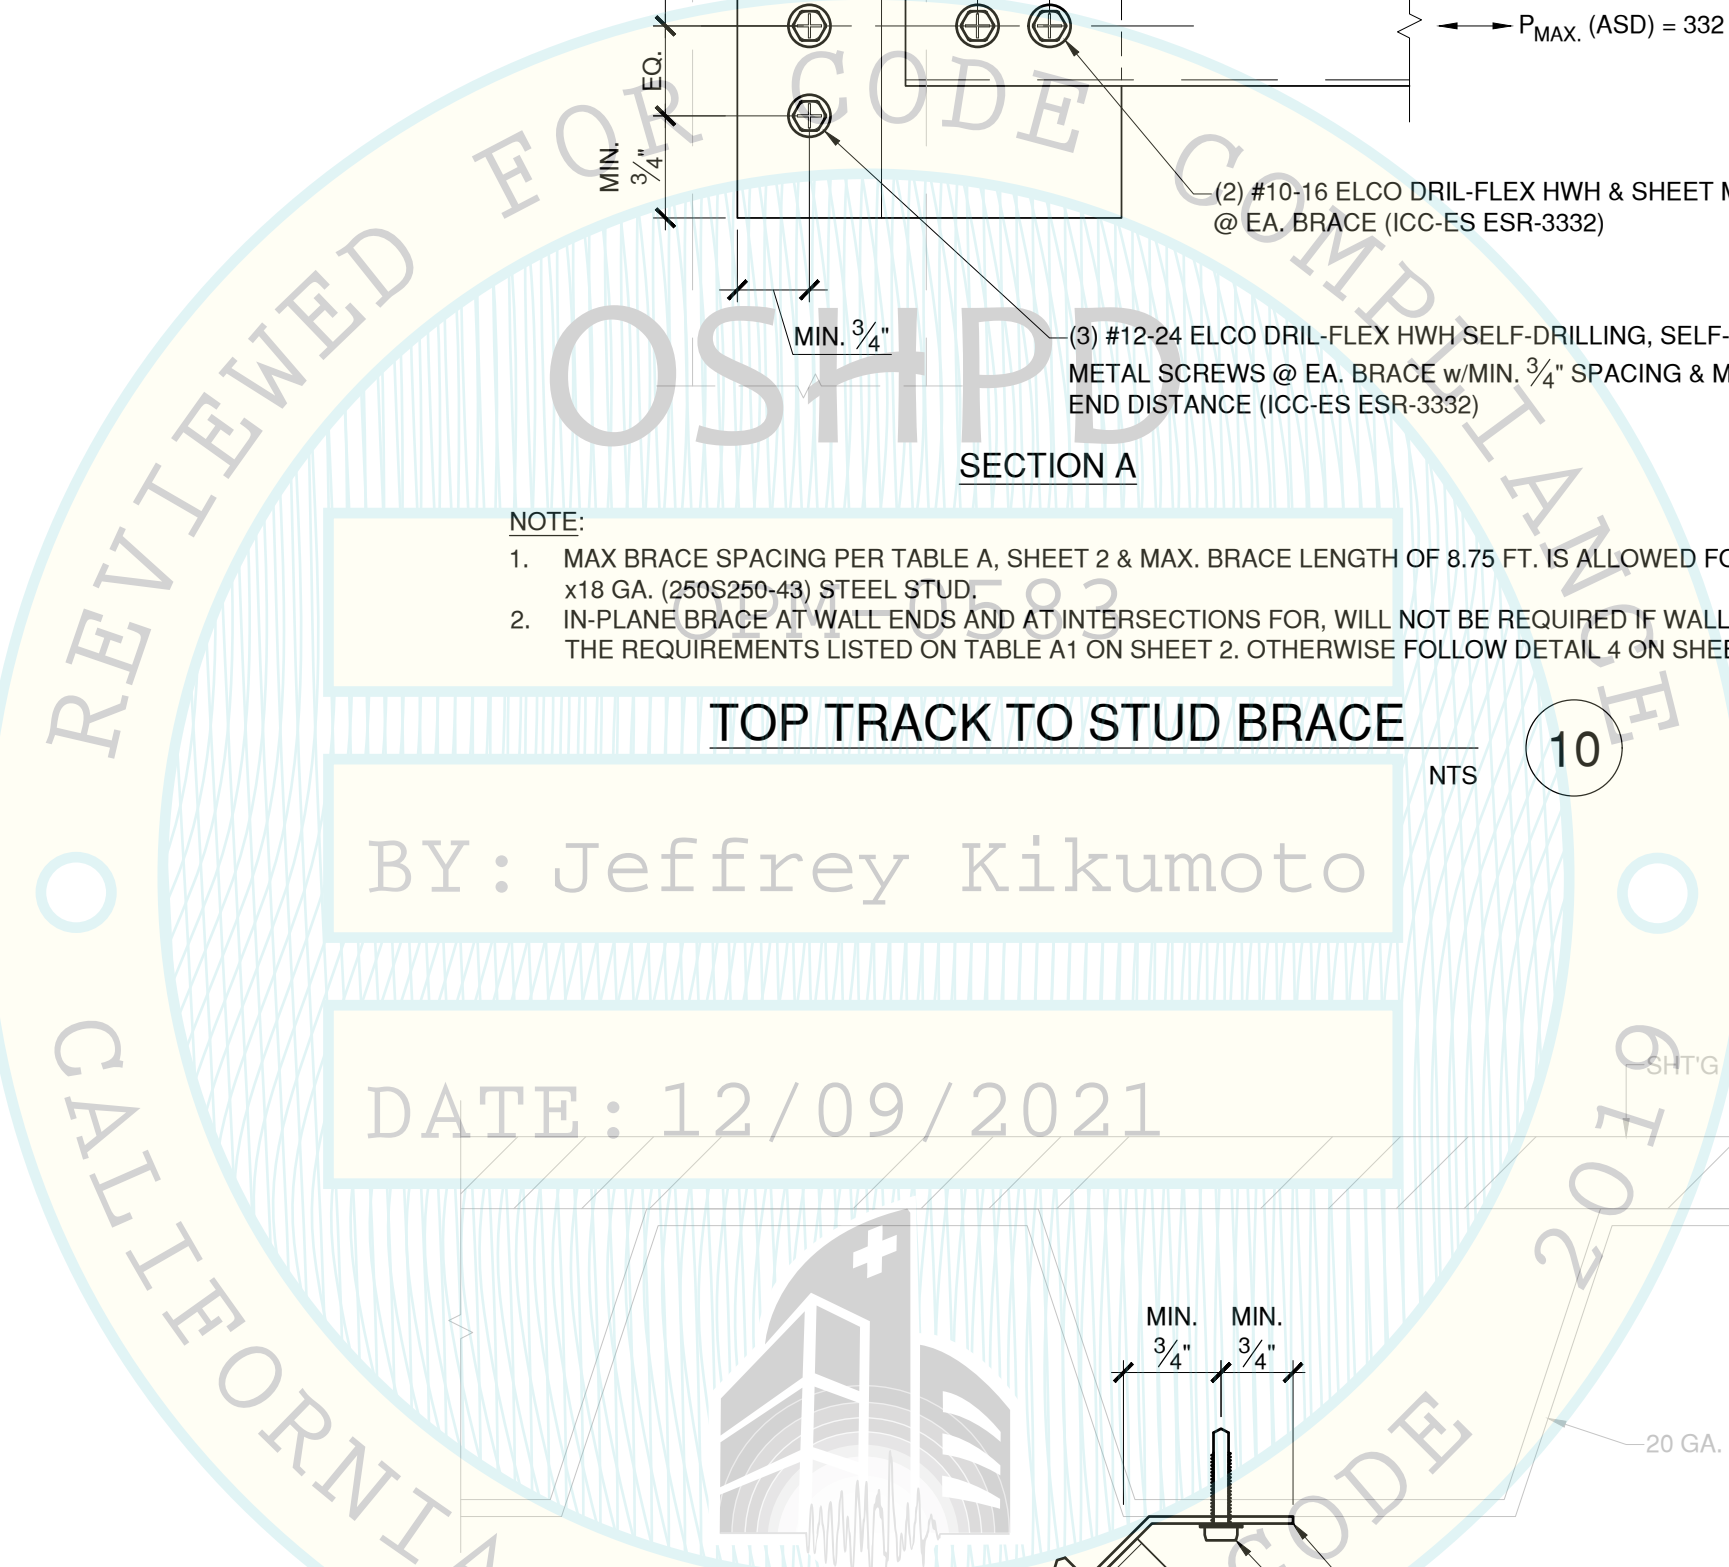 P MAX. (ASD) = 332
EQ.
MIN.
3/4"
(2) #10-16 ELCO DRIL-FLEX HWH & SHEET
@ EA. BRACE (ICC-ES ESR-3332)
MIN. 3/4"
(3) #12-24 ELCO DRIL-FLEX HWH SELF-DRILLING, SELF-
METAL SCREWS @ EA. BRACE w/MIN. 3/4" SPACING &
END DISTANCE (ICC-ES ESR-3332)
SECTION A
NOTE:
1. MAX BRACE SPACING PER TABLE A, SHEET 2 & MAX. BRACE LENGTH OF 8.75 FT. IS ALLOWED
x18 GA. (250S250-43) STEEL STUD.
2. IN-PLANE BRACE AT WALL ENDS AND AT INTERSECTIONS FOR, WILL NOT BE REQUIRED IF WALL
THE REQUIREMENTS LISTED ON TABLE A1 ON SHEET 2. OTHERWISE FOLLOW DETAIL 4 ON
TOP TRACK TO STUD BRACE
10
NTS
REVIEWED FOR CODE COMPLIANCE
OSHPD
OPM-0583
BY: Jeffrey Kikumoto
DATE: 12/09/2021
CALIFORNIA
CODE 2019
SHT'G
MIN. MIN.
3/4" 3/4"
20 GA.